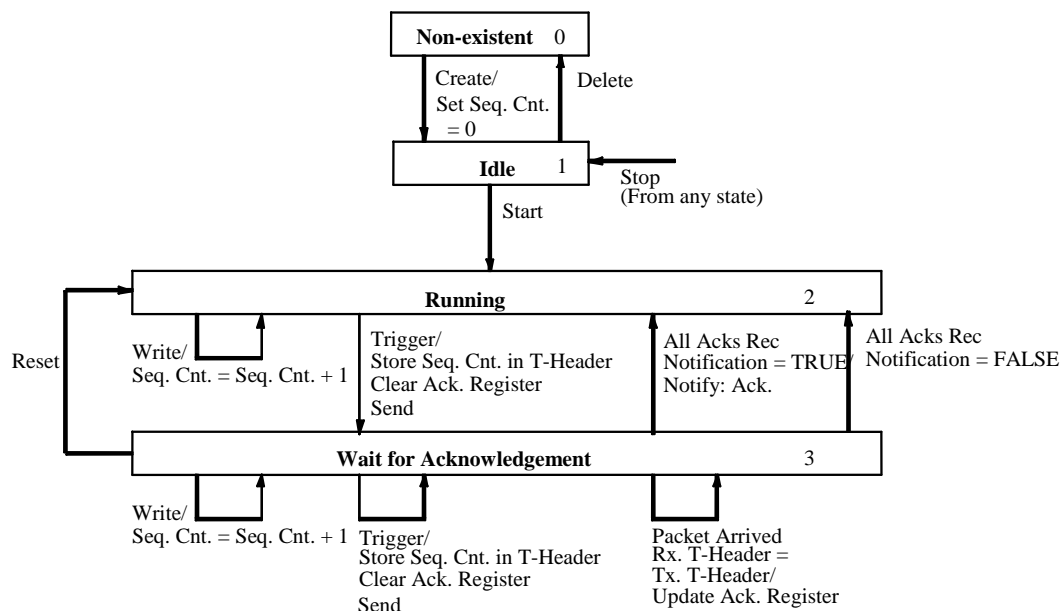 Non-existent 0
Create/
Set Seq. Cnt.
= 0
Delete
Idle 1
Stop
(From any state)
Start
Running 2
Reset
Write/
Seq. Cnt. = Seq. Cnt. + 1
Trigger/
Store Seq. Cnt. in T-Header
Clear Ack. Register
Send
All Acks Rec
Notification = TRUE/
Notify: Ack.
All Acks Rec
Notification = FALSE
Wait for Acknowledgement 3
Write/
Seq. Cnt. = Seq. Cnt. + 1
Trigger/
Store Seq. Cnt. in T-Header
Clear Ack. Register
Send
Packet Arrived
Rx. T-Header =
Tx. T-Header/
Update Ack. Register